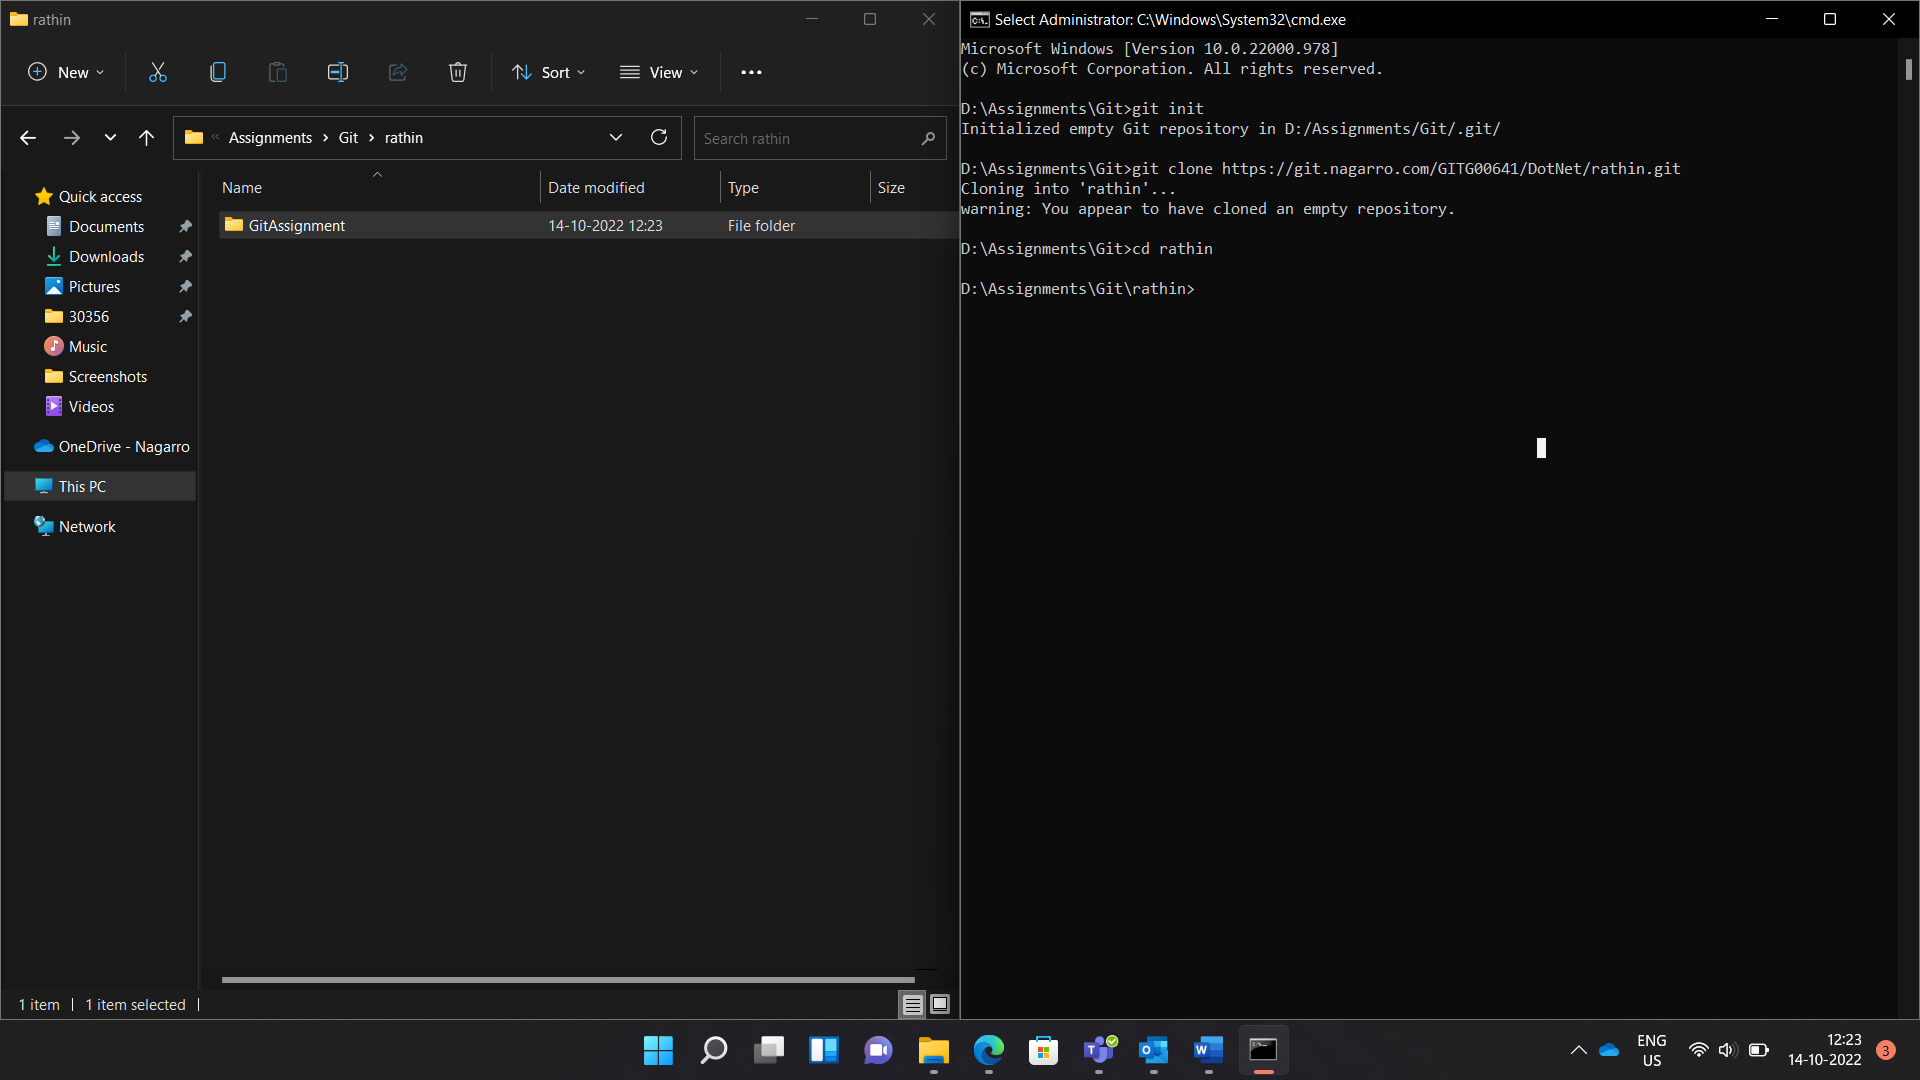 rathin
New
Sort
View
Assignments
Git
rathin
Search rathin
Name
Date modified
Type
Size
GitAssignment
14-10-2022 12:23
File folder
Quick access
Documents
Downloads
Pictures
30356
Music
Screenshots
Videos
OneDrive - Nagarro
This PC
Network
1 item
1 item selected
Select Administrator: C:\Windows\System32\cmd.exe
Microsoft Windows [Version 10.0.22000.978]
(c) Microsoft Corporation. All rights reserved.
D:\Assignments\Git>git init
Initialized empty Git repository in D:/Assignments/Git/.git/
D:\Assignments\Git>git clone https://git.nagarro.com/GITG00641/DotNet/rathin.git
Cloning into 'rathin'...
warning: You appear to have cloned an empty repository.
D:\Assignments\Git>cd rathin
D:\Assignments\Git\rathin>
ENG
US
12:23
14-10-2022
3